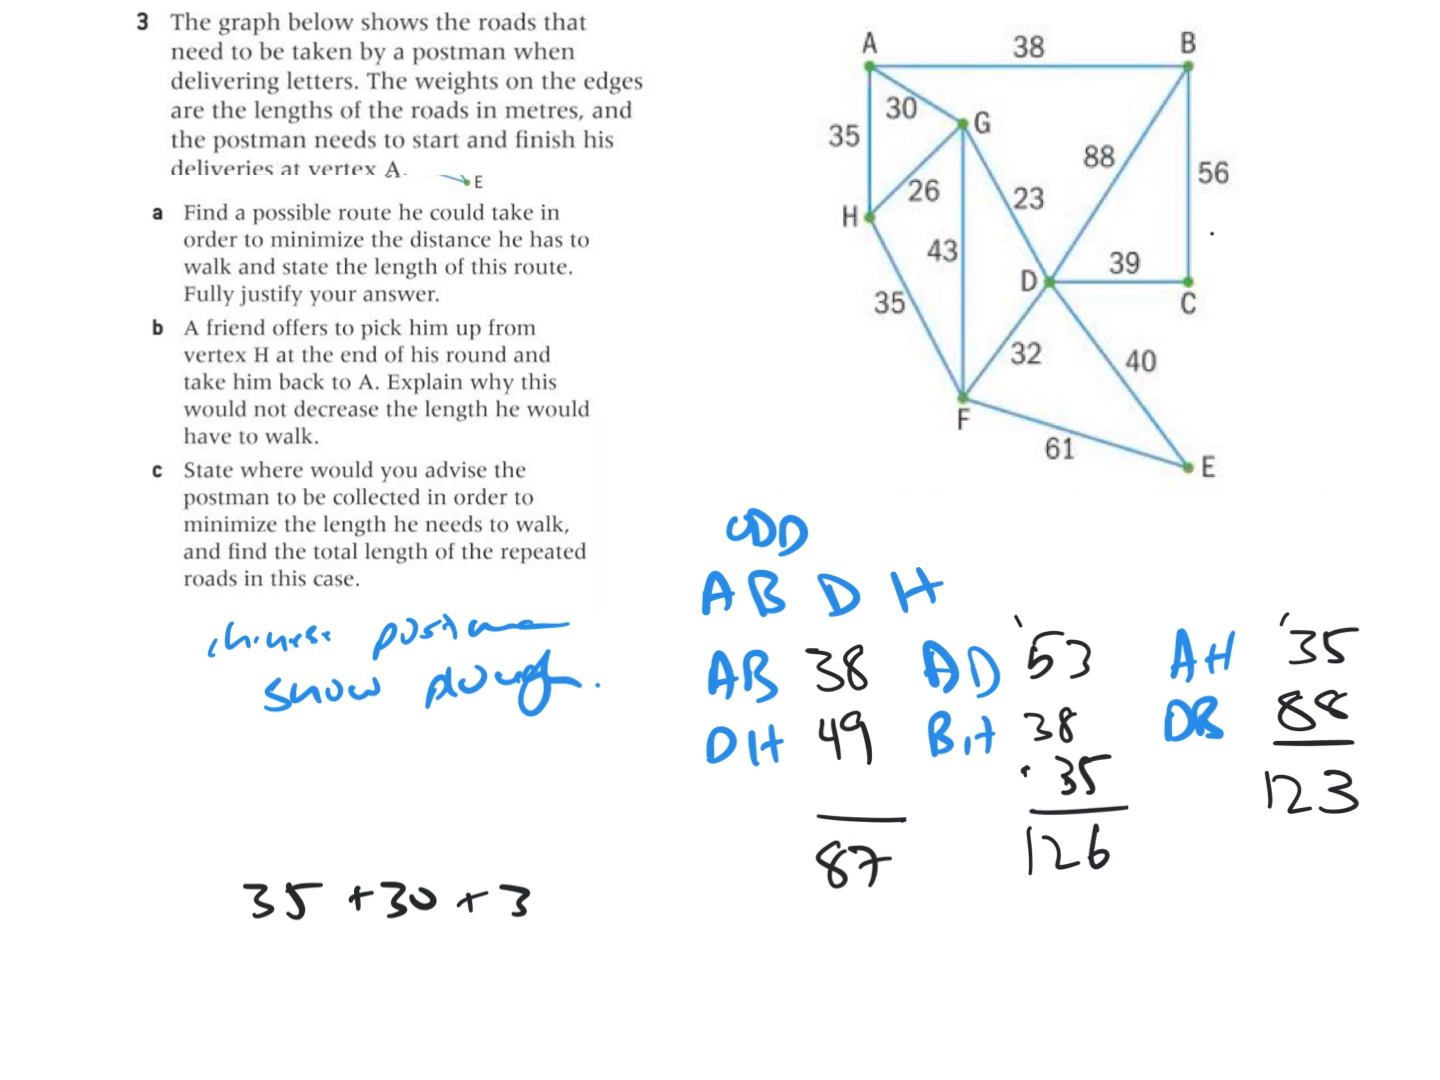 3 The graph below shows the roads that
need to be taken by a postman when
delivering letters. The weights on the edges
are the lengths of the roads in metres, and
the postman needs to start and finish his
deliveries at vertex A.
E
a Find a possible route he could take in
order to minimize the distance he has to
walk and state the length of this route.
Fully justify your answer.
b A friend offers to pick him up from
vertex H at the end of his round and
take him back to A. Explain why this
would not decrease the length he would
have to walk.
c State where would you advise the
postman to be collected in order to
minimize the length he needs to walk,
and find the total length of the repeated
roads in this case.
A 38 B
30 G
35 88 56
26 23
H
43 39
D C
35
32 40
F
61 E
ODD
A B D H
chinese postman
snow plough.
AB 38 AD 53 AH 35
DH 49 BH 38 DB 88
35 123
87 126
35 + 30 + 3